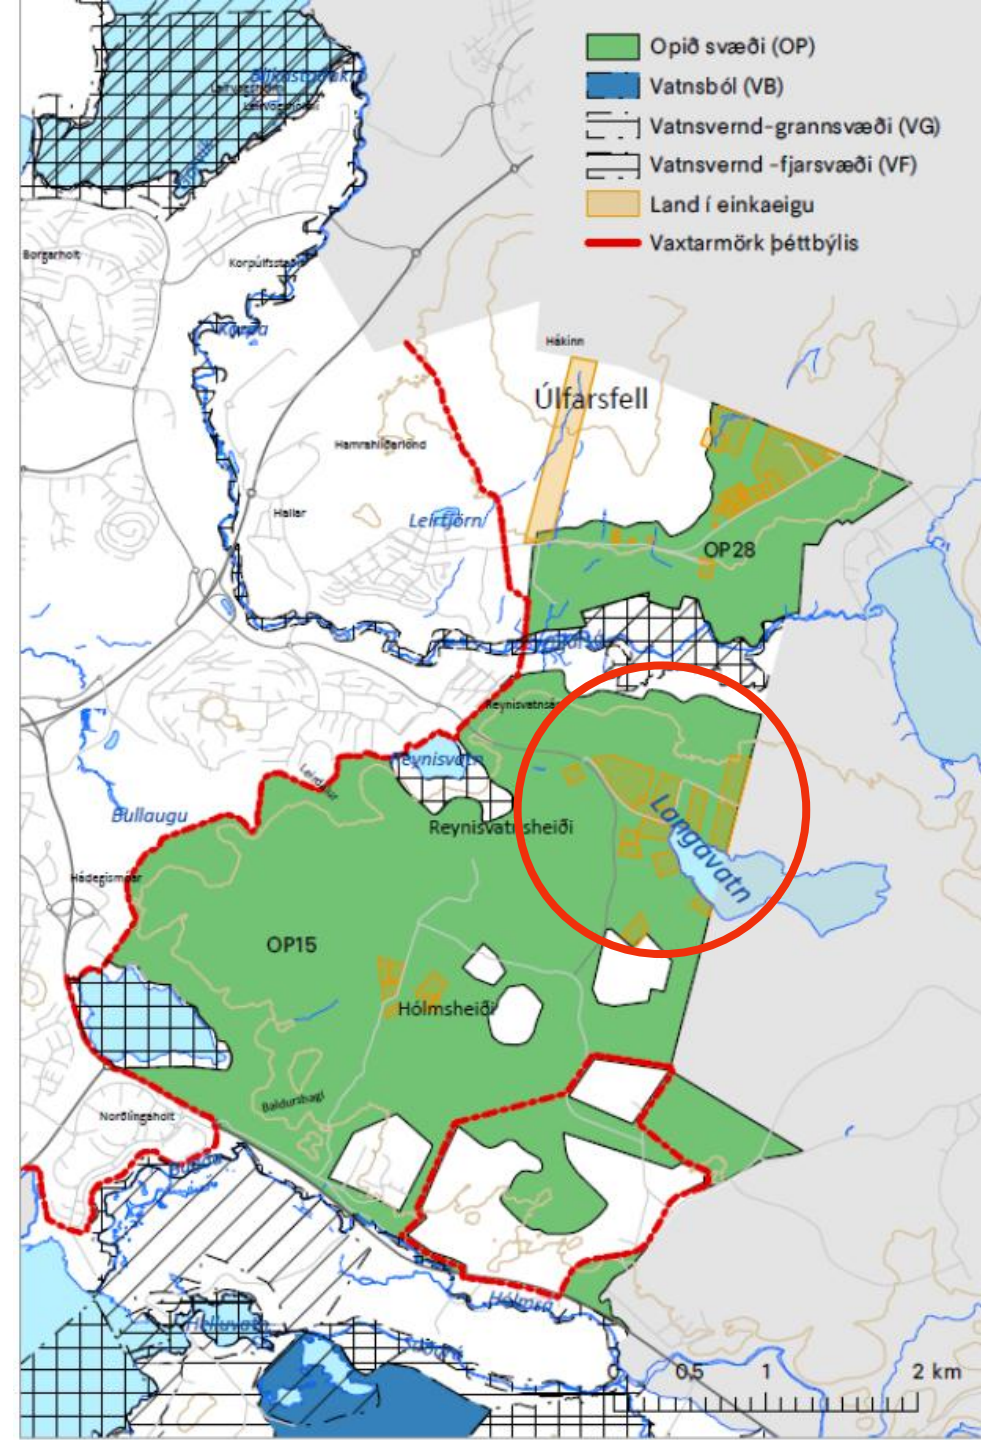 Opið svæði (OP)
Vatnsból (VB)
Vatnsvernd-grannsvæði (VG)
Vatnsvernd -fjarsvæði (VF)
Land í einkaeigu
Vaxtarmörk þéttbýlis
Borgarholt
Korpa
Hákinn
Úlfarsfell
Hamrahlíðarlönd
Hallar
Leirtjörn
OP28
Reynisvatn
Bullaugu
Reynisvatnsheiði
Langavatn
Hádegismóar
OP15
Hólmsheiði
Baldurshagi
Norðlingaholt
Hólmsá
0 0,5 1 2 km